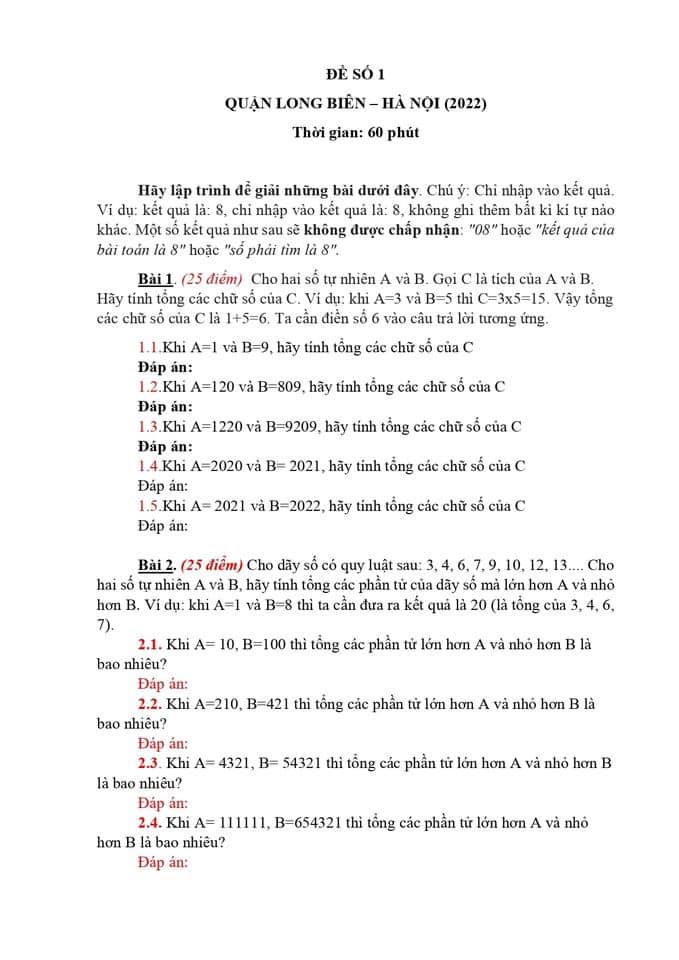 ĐỀ SỐ 1
QUẬN LONG BIÊN – HÀ NỘI (2022)
Thời gian: 60 phút
Hãy lập trình để giải những bài dưới đây. Chú ý: Chỉ nhập vào kết quả.
Ví dụ: kết quả là: 8, chỉ nhập vào kết quả là: 8, không ghi thêm bất kì kí tự nào
khác. Một số kết quả như sau sẽ không được chấp nhận: "08" hoặc "kết quả của
bài toán là 8" hoặc "số phải tìm là 8".
Bài 1. (25 điểm) Cho hai số tự nhiên A và B. Gọi C là tích của A và B.
Hãy tính tổng các chữ số của C. Ví dụ: khi A=3 và B=5 thì C=3x5=15. Vậy tổng
các chữ số của C là 1+5=6. Ta cần điền số 6 vào câu trả lời tương ứng.
1.1.Khi A=1 và B=9, hãy tính tổng các chữ số của C
Đáp án:
1.2.Khi A=120 và B=809, hãy tính tổng các chữ số của C
Đáp án:
1.3.Khi A=1220 và B=9209, hãy tính tổng các chữ số của C
Đáp án:
1.4.Khi A=2020 và B= 2021, hãy tính tổng các chữ số của C
Đáp án:
1.5.Khi A= 2021 và B=2022, hãy tính tổng các chữ số của C
Đáp án:
Bài 2. (25 điểm) Cho dãy số có quy luật sau: 3, 4, 6, 7, 9, 10, 12, 13.... Cho
hai số tự nhiên A và B, hãy tính tổng các phần tử của dãy số mà lớn hơn A và nhỏ
hơn B. Ví dụ: khi A=1 và B=8 thì ta cần đưa ra kết quả là 20 (là tổng của 3, 4, 6,
7).
2.1. Khi A= 10, B=100 thì tổng các phần tử lớn hơn A và nhỏ hơn B là
bao nhiêu?
Đáp án:
2.2. Khi A=210, B=421 thì tổng các phần tử lớn hơn A và nhỏ hơn B là
bao nhiêu?
Đáp án:
2.3. Khi A= 4321, B= 54321 thì tổng các phần tử lớn hơn A và nhỏ hơn B
là bao nhiêu?
Đáp án:
2.4. Khi A= 111111, B=654321 thì tổng các phần tử lớn hơn A và nhỏ
hơn B là bao nhiêu?
Đáp án: